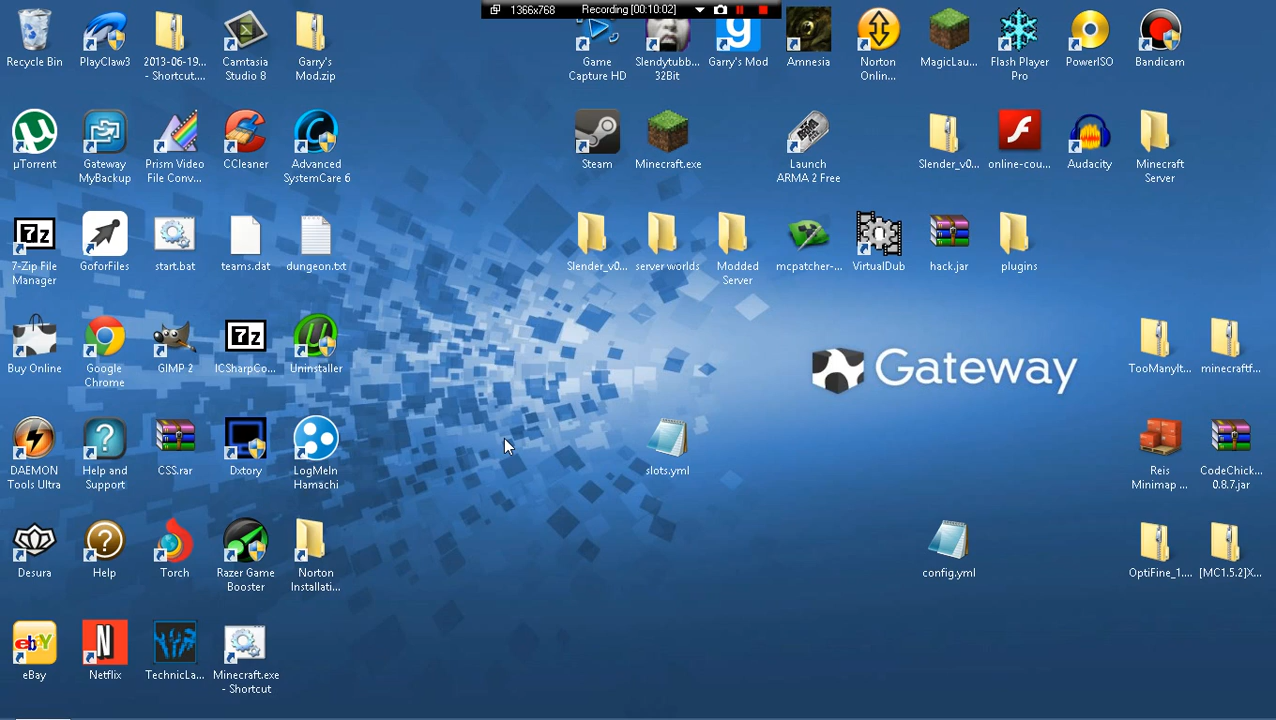 1366x768 Recording [00:10:02]
Recycle Bin
PlayClaw3
2013-06-19...
- Shortcut....
Camtasia
Studio 8
Garry's
Mod.zip
Game
Capture HD
Slendytubb...
32Bit
Garry's Mod
Amnesia
Norton
Onlin...
MagicLau...
Flash Player
Pro
PowerISO
Bandicam
µTorrent
Gateway
MyBackup
Prism Video
File Conv...
CCleaner
Advanced
SystemCare 6
Steam
Minecraft.exe
Launch
ARMA 2 Free
Slender_v0...
online-cou...
Audacity
Minecraft
Server
7-Zip File
Manager
GoforFiles
start.bat
teams.dat
dungeon.txt
Slender_v0...
server worlds
Modded
Server
mcpatcher-...
VirtualDub
hack.jar
plugins
Buy Online
Google
Chrome
GIMP 2
ICSharpCo...
Uninstaller
Gateway
TooManyIt...
minecraftf...
DAEMON
Tools Ultra
Help and
Support
CSS.rar
Dxtory
LogMeIn
Hamachi
slots.yml
Reis
Minimap ...
CodeChick...
0.8.7.jar
Desura
Help
Torch
Razer Game
Booster
Norton
Installati...
config.yml
OptiFine_1....
[MC1.5.2]X...
eBay
Netflix
TechnicLa...
Minecraft.exe
- Shortcut